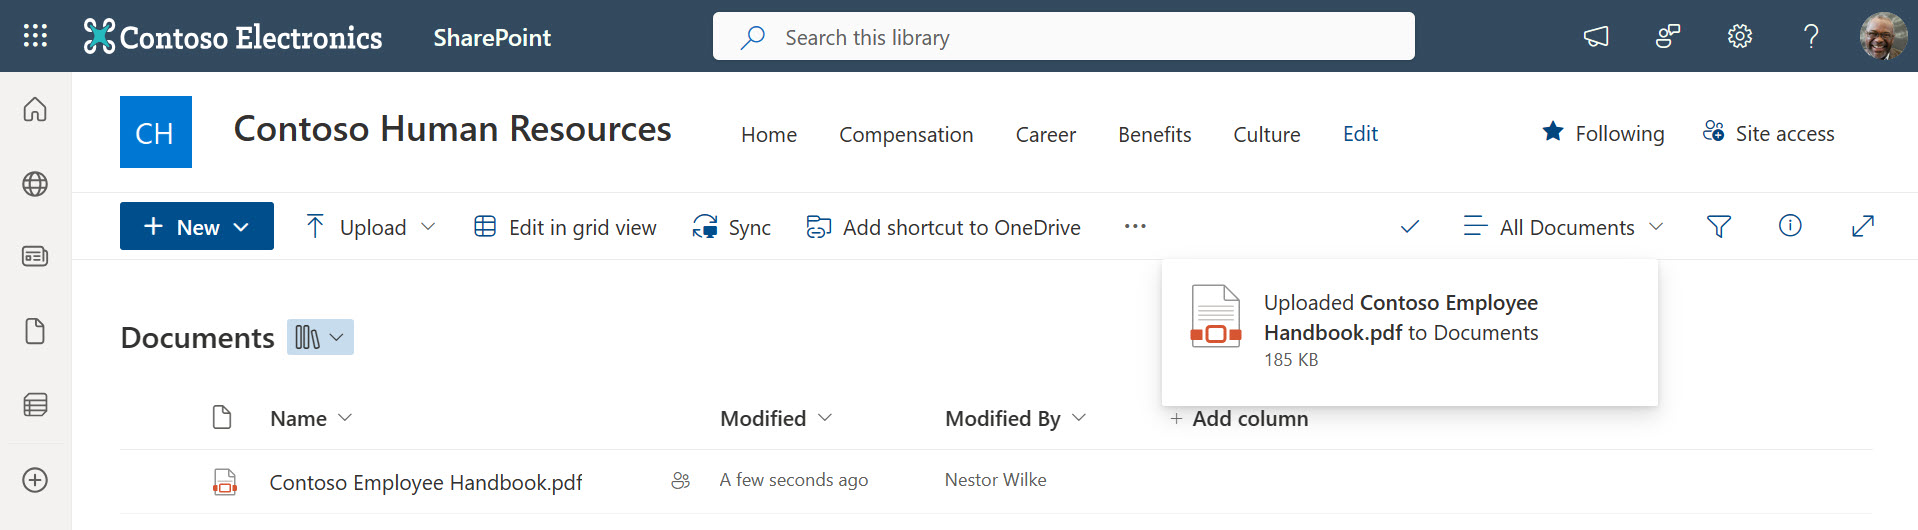 Contoso Electronics SharePoint Search this library
CH Contoso Human Resources Home Compensation Career Benefits Culture Edit Following Site access
New Upload Edit in grid view Sync Add shortcut to OneDrive All Documents
Uploaded Contoso Employee
Handbook.pdf to Documents
185 KB
Documents
Name Modified Modified By Add column
Contoso Employee Handbook.pdf A few seconds ago Nestor Wilke